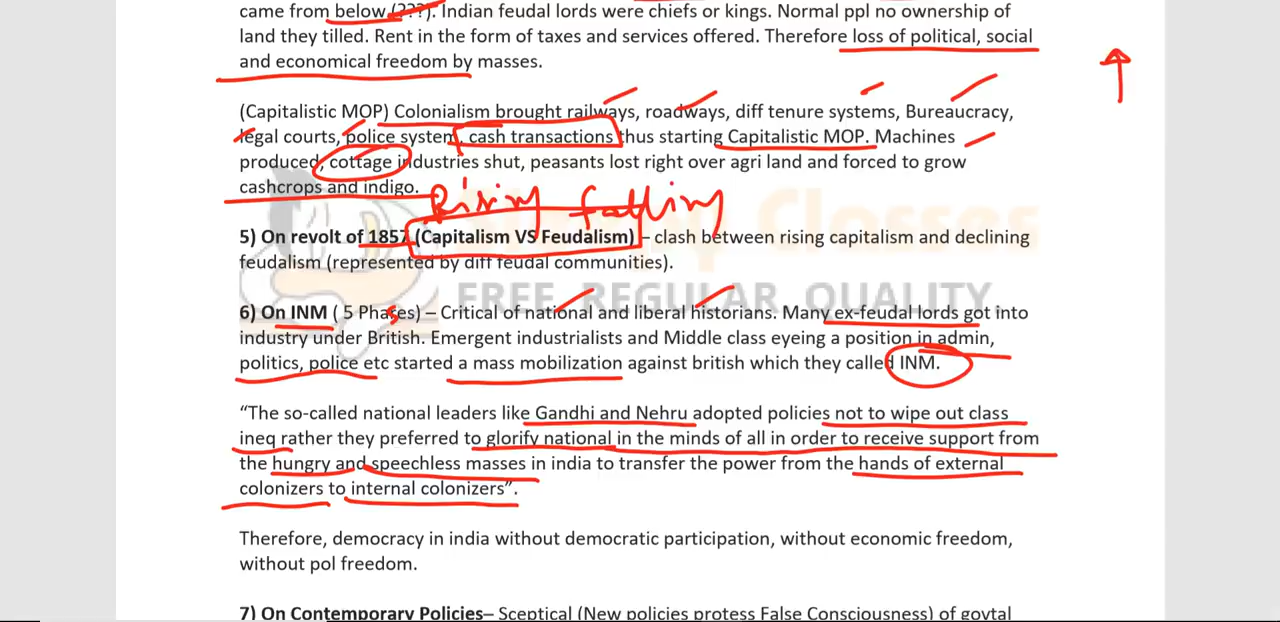 came from below (???). Indian feudal lords were chiefs or kings. Normal ppl no ownership of
land they tilled. Rent in the form of taxes and services offered. Therefore loss of political, social
and economical freedom by masses.
(Capitalistic MOP) Colonialism brought railways, roadways, diff tenure systems, Bureaucracy,
legal courts, police system, cash transactions thus starting Capitalistic MOP. Machines
produced, cottage industries shut, peasants lost right over agri land and forced to grow
cashcrops and indigo.
Rising falling
5) On revolt of 1857 (Capitalism VS Feudalism) – clash between rising capitalism and declining
feudalism (represented by diff feudal communities).
FREE REGULAR QUALITY
6) On INM ( 5 Phases) – Critical of national and liberal historians. Many ex-feudal lords got into
industry under British. Emergent industrialists and Middle class eyeing a position in admin,
politics, police etc started a mass mobilization against british which they called INM.
“The so-called national leaders like Gandhi and Nehru adopted policies not to wipe out class
ineq rather they preferred to glorify national in the minds of all in order to receive support from
the hungry and speechless masses in india to transfer the power from the hands of external
colonizers to internal colonizers”.
Therefore, democracy in india without democratic participation, without economic freedom,
without pol freedom.
7) On Contemporary Policies– Sceptical (New policies protess False Consciousness) of govtal